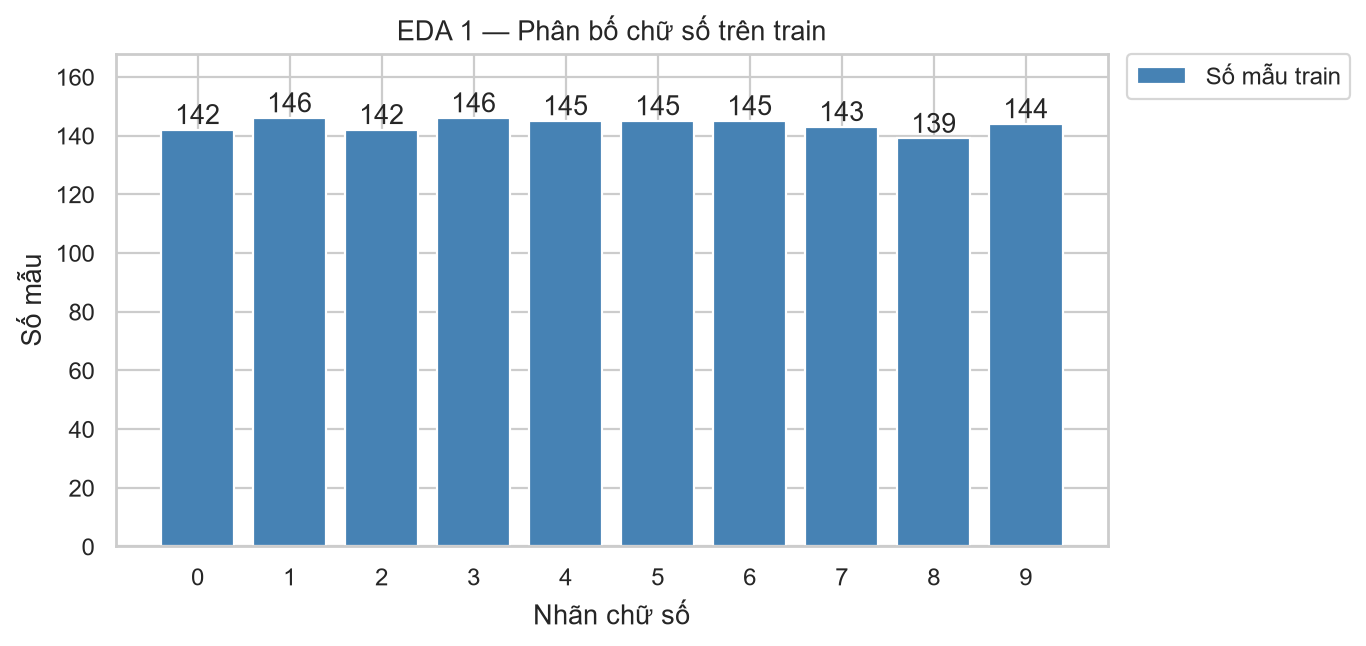 EDA 1 — Phân bố chữ số trên train
Số mẫu train
160
140
120
100
80
60
40
20
0
Số mẫu
142 146 142 146 145 145 145 143 139 144
0 1 2 3 4 5 6 7 8 9
Nhãn chữ số